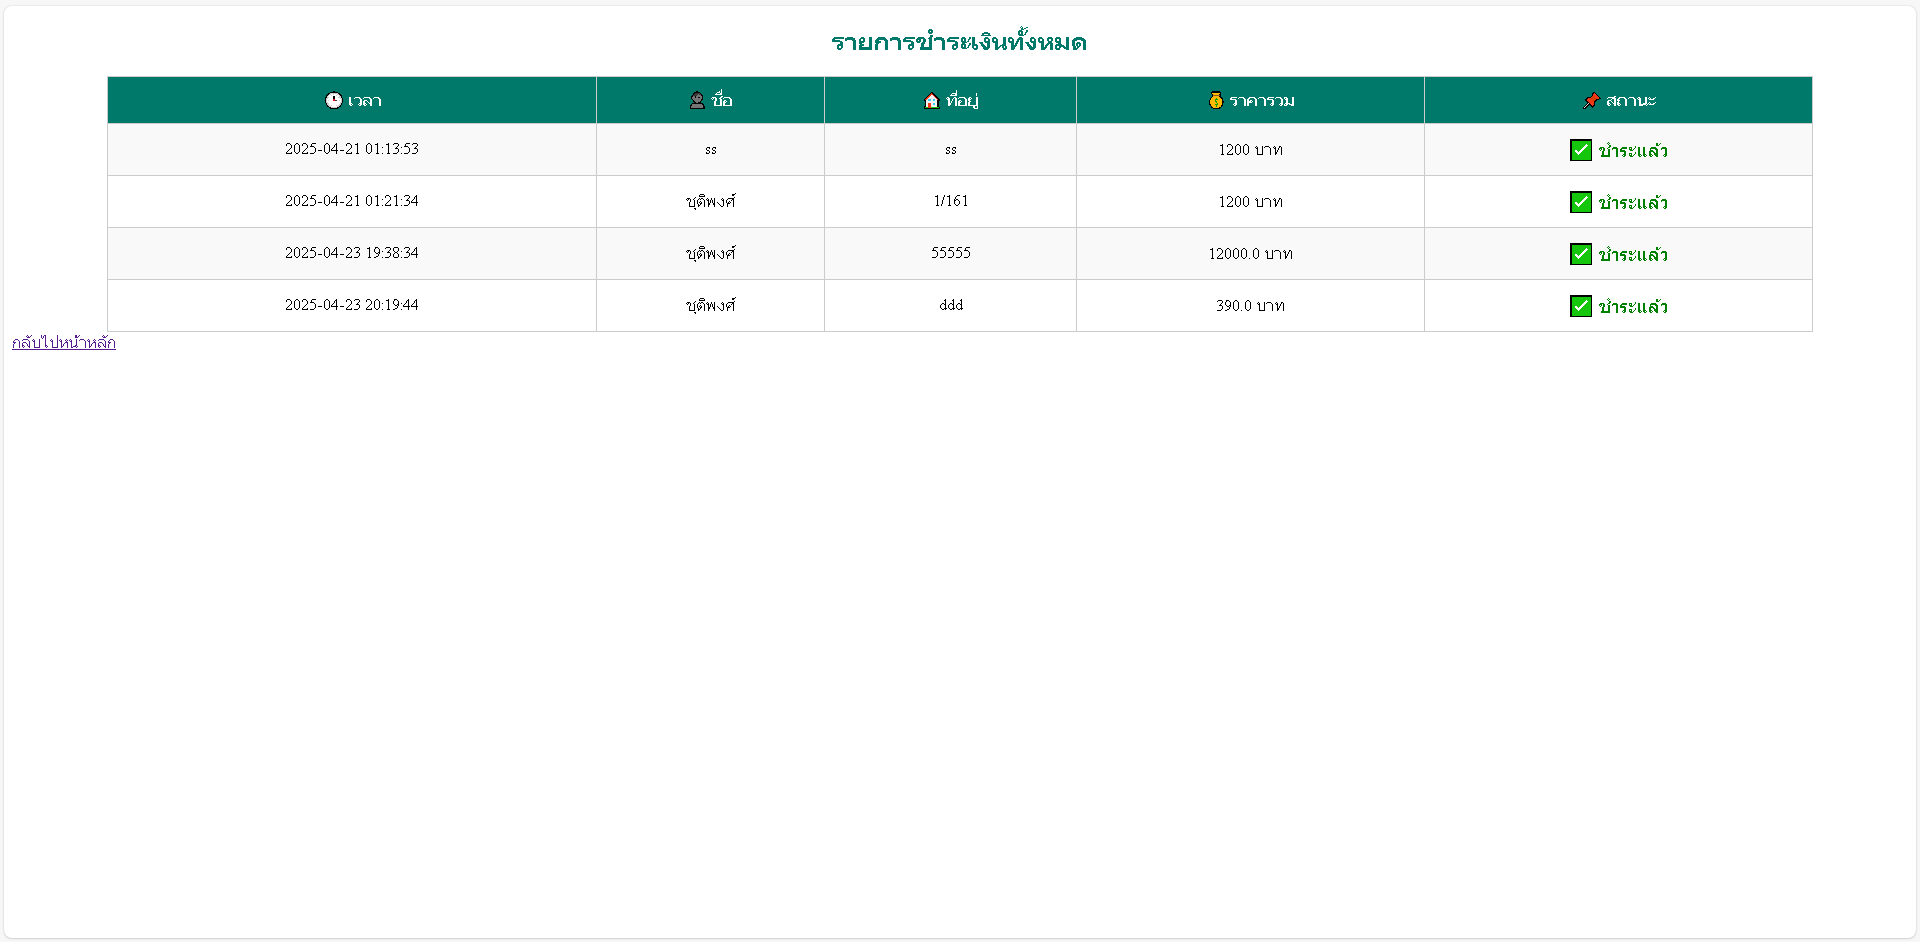 รายการชำระเงินทั้งหมด
🕒 เวลา 👤 ชื่อ 🏠 ที่อยู่ 💰 ราคารวม 📌 สถานะ
2025-04-21 01:13:53 ss ss 1200 บาท ✅ ชำระแล้ว
2025-04-21 01:21:34 ชุติพงศ์ 1/161 1200 บาท ✅ ชำระแล้ว
2025-04-23 19:38:34 ชุติพงศ์ 55555 12000.0 บาท ✅ ชำระแล้ว
2025-04-23 20:19:44 ชุติพงศ์ ddd 390.0 บาท ✅ ชำระแล้ว
กลับไปหน้าหลัก